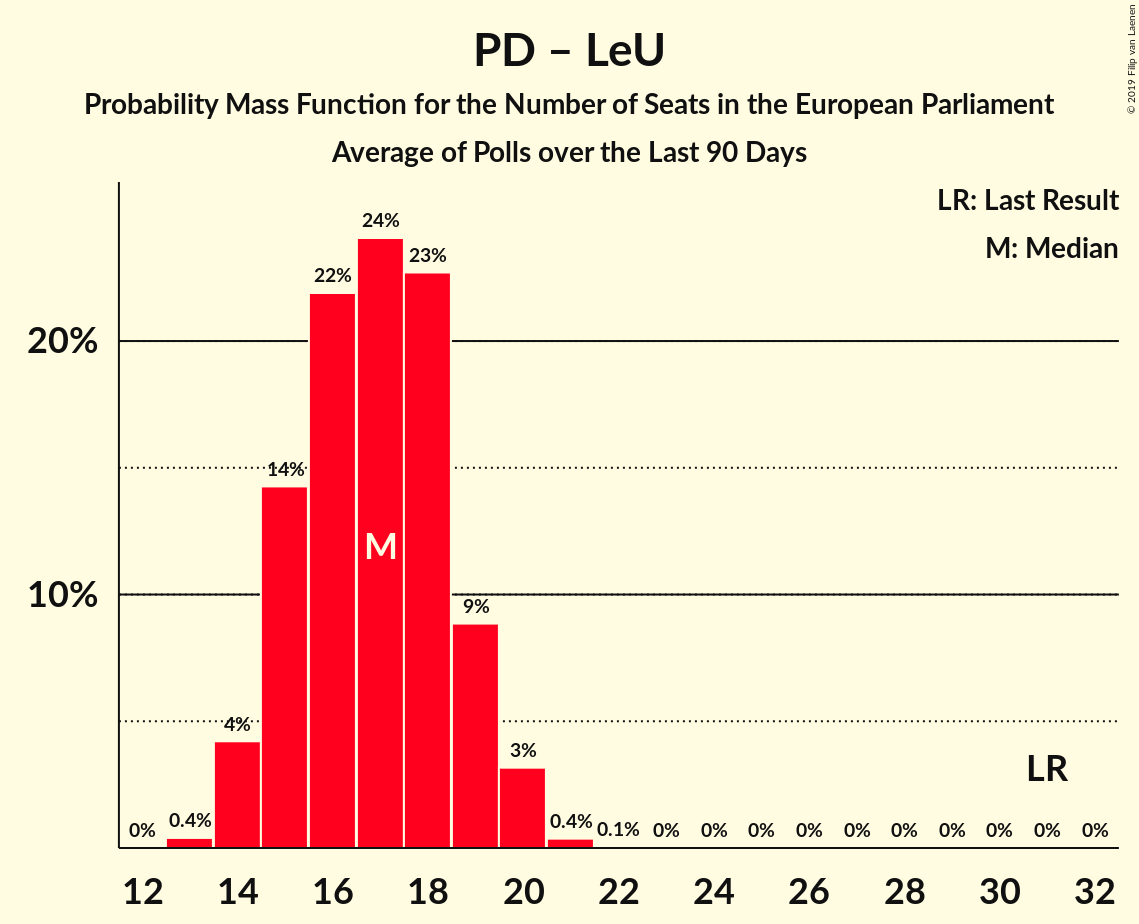 PD – LeU
Probability Mass Function for the Number of Seats in the European Parliament
Average of Polls over the Last 90 Days
© 2019 Filip van Laenen
LR: Last Result
M: Median
24%
23%
22%
20%
14%
M
10%
9%
4%
3%
LR
0% 0.4% 0.4% 0.1% 0% 0% 0% 0% 0% 0% 0% 0% 0% 0%
12 14 16 18 20 22 24 26 28 30 32